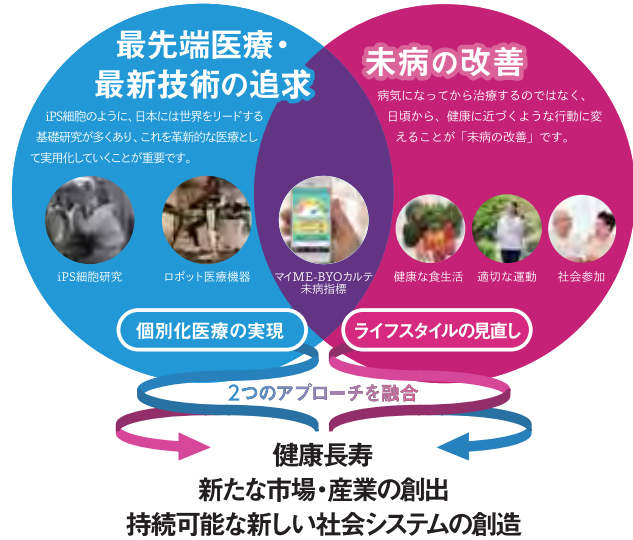 最先端医療・
最新技術の追求
iPS細胞のように、日本には世界をリードする
基礎研究が多くあり、これを革新的な医療とし
て実用化していくことが重要です。
iPS細胞研究
ロボット医療機器
マイME-BYOカルテ
未病指標
未病の改善
病気になってから治療するのではなく、
日頃から、健康に近づくような行動に変
えることが「未病の改善」です。
健康な食生活
適切な運動
社会参加
個別化医療の実現
ライフスタイルの見直し
2つのアプローチを融合
健康長寿
新たな市場・産業の創出
持続可能な新しい社会システムの創造